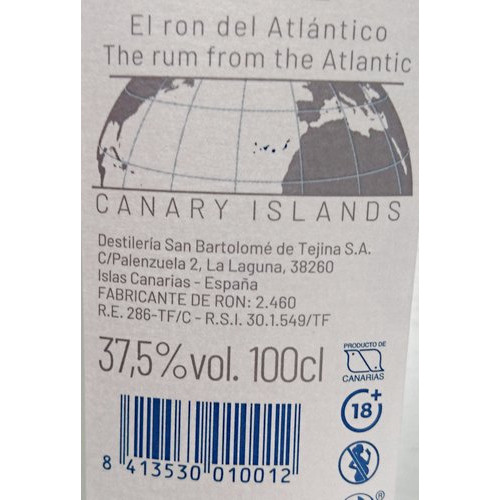 El ron del Atlántico
The rum from the Atlantic
CANARY ISLANDS
Destilería San Bartolomé de Tejina S.A.
C/Palenzuela 2, La Laguna, 38260
Islas Canarias - España
FABRICANTE DE RON: 2.460
R.E. 286-TF/C - R.S.I. 30.1.549/TF
37,5%vol. 100cl
PRODUCTO DE
CANARIAS
18+
8 413530 010012
®